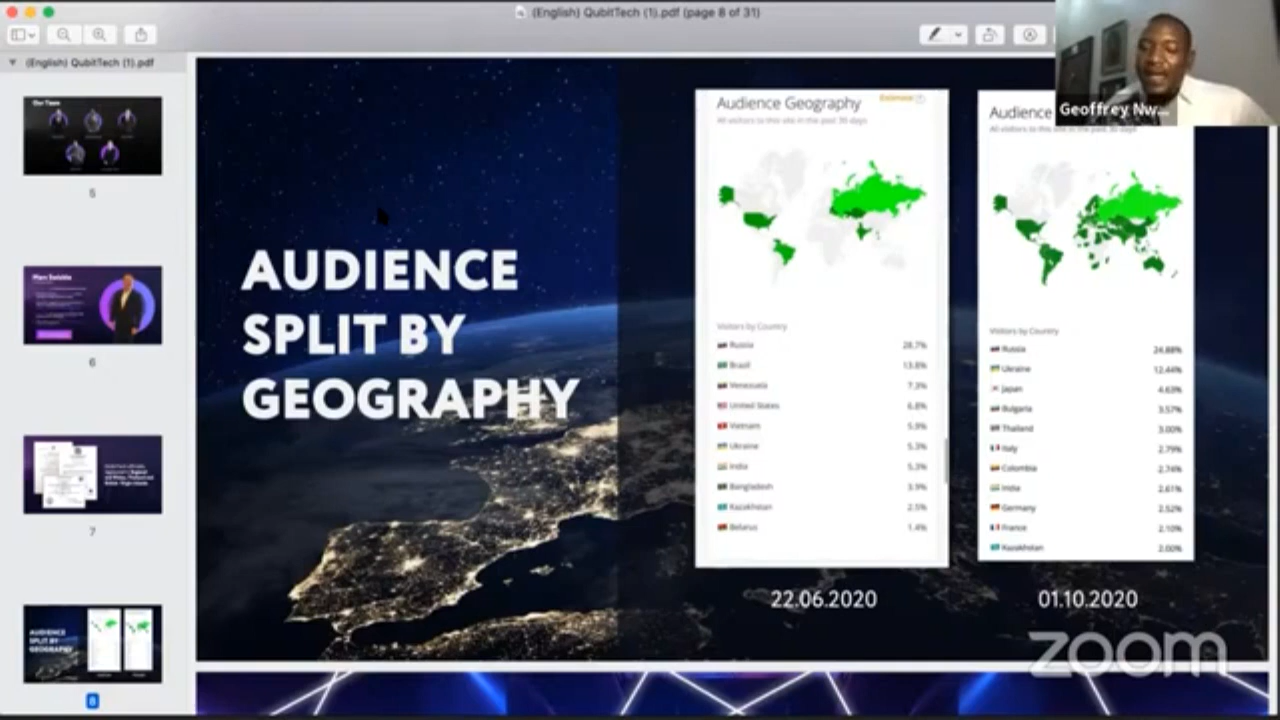 (English) QubitTech (1).pdf (page 8 of 31)
(English) QubitTech (1).pdf
Our Team
5
6
7
AUDIENCE
SPLIT BY
GEOGRAPHY
8
AUDIENCE
SPLIT BY
GEOGRAPHY
Audience Geography
Estimate
All visitors to this site in the past 30 days
Visitors by Country
Russia 28.7%
Brazil 13.8%
Venezuela 7.3%
United States 6.8%
Vietnam 5.9%
Ukraine 5.3%
India 5.3%
Bangladesh 3.9%
Kazakhstan 2.5%
Belarus 1.4%
22.06.2020
Audience
All visitors to this site in the past 30 days
Visitors by Country
Russia 24.88%
Ukraine 12.44%
Japan 4.63%
Bulgaria 3.57%
Thailand 3.00%
Italy 2.79%
Colombia 2.74%
India 2.61%
Germany 2.52%
France 2.10%
Kazakhstan 2.00%
01.10.2020
Geoffrey Nw...
zoom